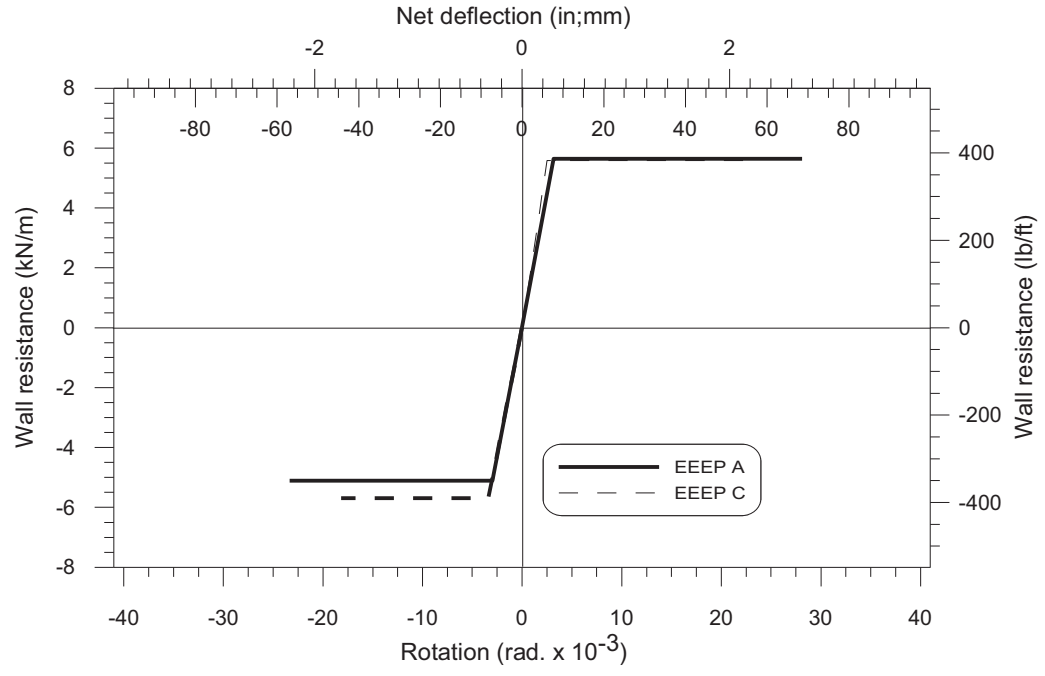 Net deflection (in;mm)
-2 0 2
8
-80 -60 -40 -20 0 20 40 60 80
6 400
4
200
2
0 0
-2
-200
-4
EEEP A
EEEP C
-6 -400
-8
-40 -30 -20 -10 0 10 20 30 40
Rotation (rad. x 10-3)
Wall resistance (kN/m)
Wall resistance (lb/ft)